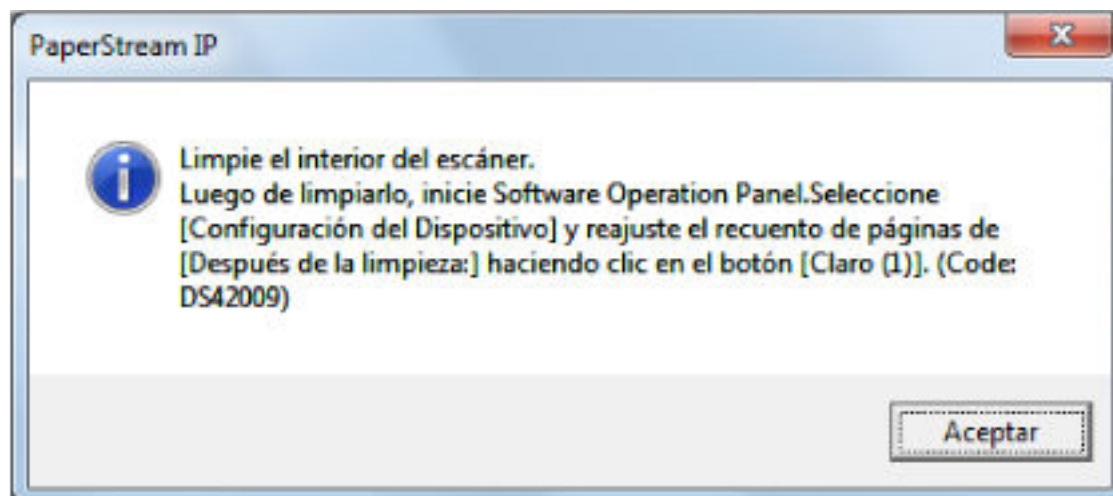 PaperStream IP
Limpie el interior del escáner.
Luego de limpiarlo, inicie Software Operation Panel.Seleccione
[Configuración del Dispositivo] y reajuste el recuento de páginas de
[Después de la limpieza:] haciendo clic en el botón [Claro (1)]. (Code:
DS42009)
Aceptar